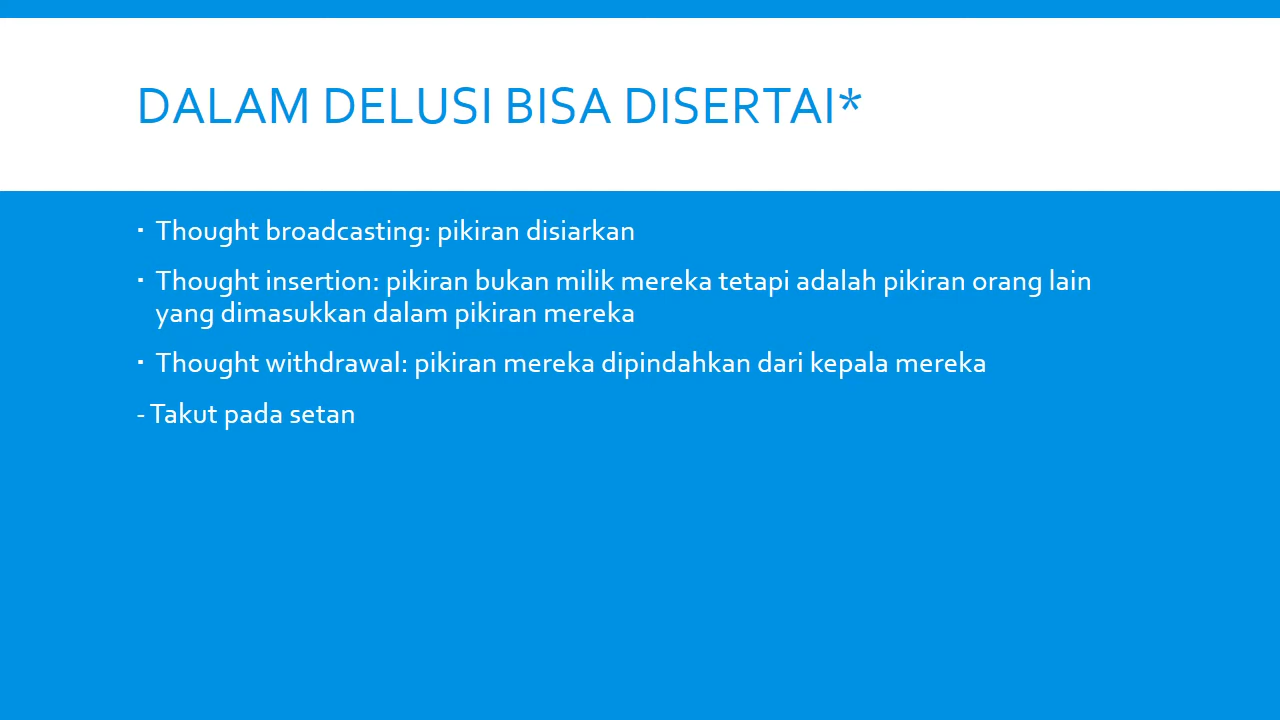 DALAM DELUSI BISA DISERTAI*
▪ Thought broadcasting: pikiran disiarkan
▪ Thought insertion: pikiran bukan milik mereka tetapi adalah pikiran orang lain
yang dimasukkan dalam pikiran mereka
▪ Thought withdrawal: pikiran mereka dipindahkan dari kepala mereka
- Takut pada setan